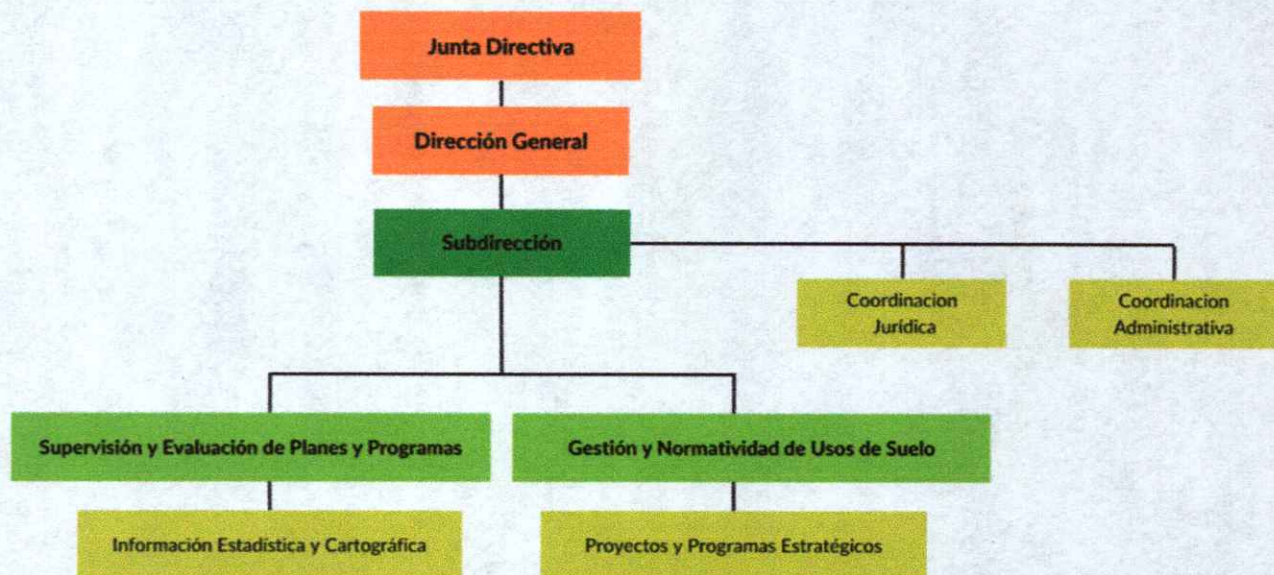 Junta Directiva
Dirección General
Subdirección
Coordinacion
Jurídica
Coordinacion
Administrativa
Supervisión y Evaluación de Planes y Programas
Gestión y Normatividad de Usos de Suelo
Información Estadística y Cartográfica
Proyectos y Programas Estratégicos